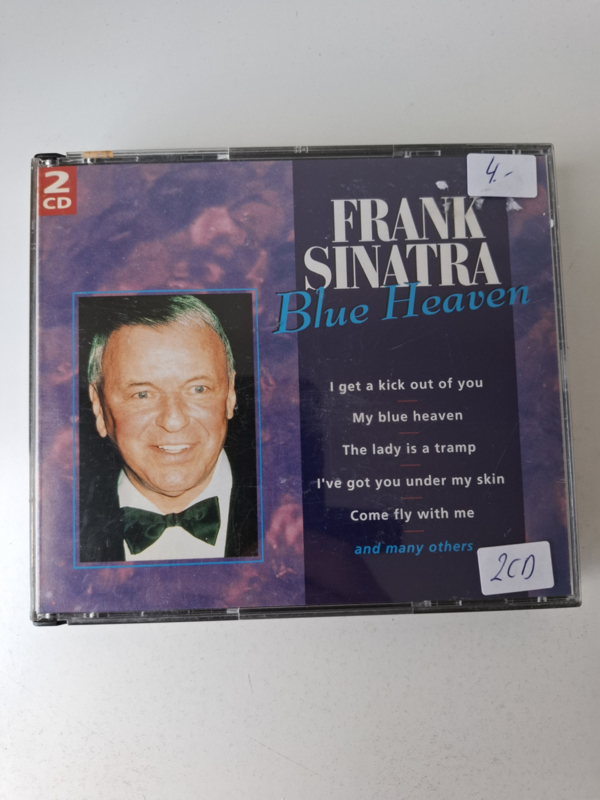 2
CD
4.-
FRANK
SINATRA
Blue Heaven
I get a kick out of you
My blue heaven
The lady is a tramp
I've got you under my skin
Come fly with me
and many others
2CD